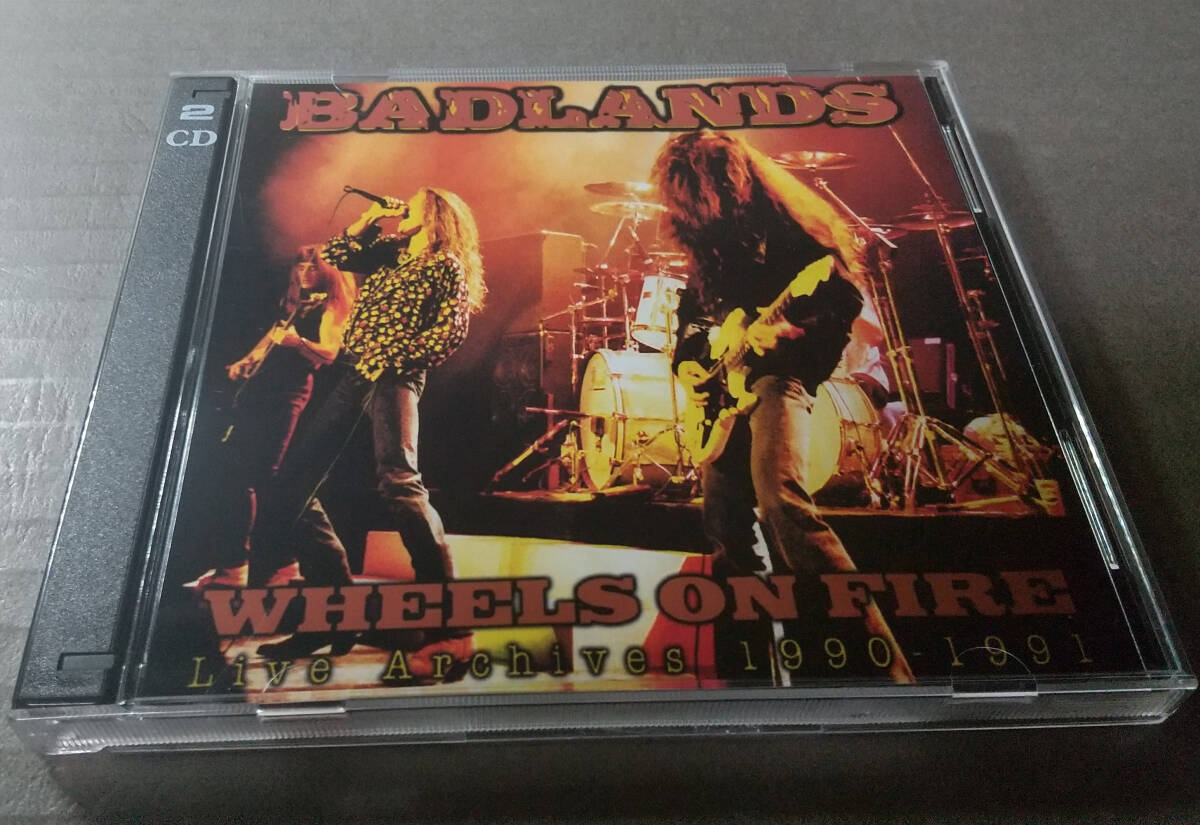 2
CD
BADLANDS
WHEELS ON FIRE
Live Archives 1990-1991